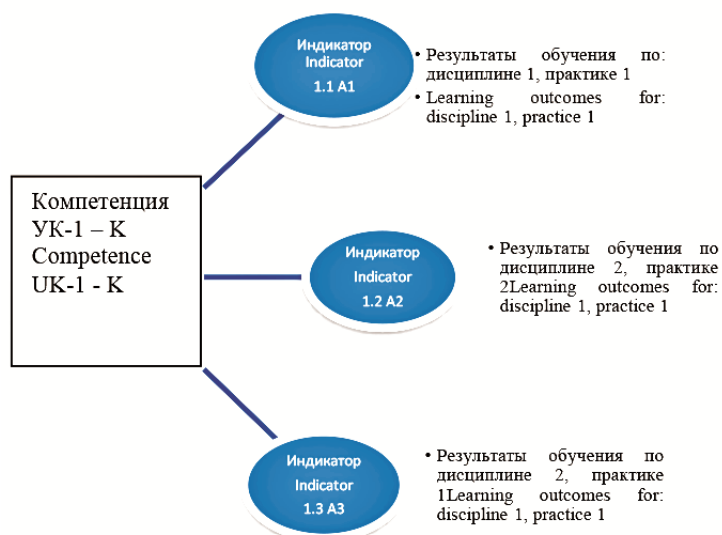 Индикатор
Indicator
1.1 A1
• Результаты обучения по:
дисциплине 1, практике 1
• Learning outcomes for:
discipline 1, practice 1
Компетенция
УК-1 – К
Competence
UK-1 - K
Индикатор
Indicator
1.2 A2
• Результаты обучения по
дисциплине 2, практике
2Learning outcomes for:
discipline 1, practice 1
Индикатор
Indicator
1.3 A3
• Результаты обучения по
дисциплине 2, практике
1Learning outcomes for:
discipline 1, practice 1